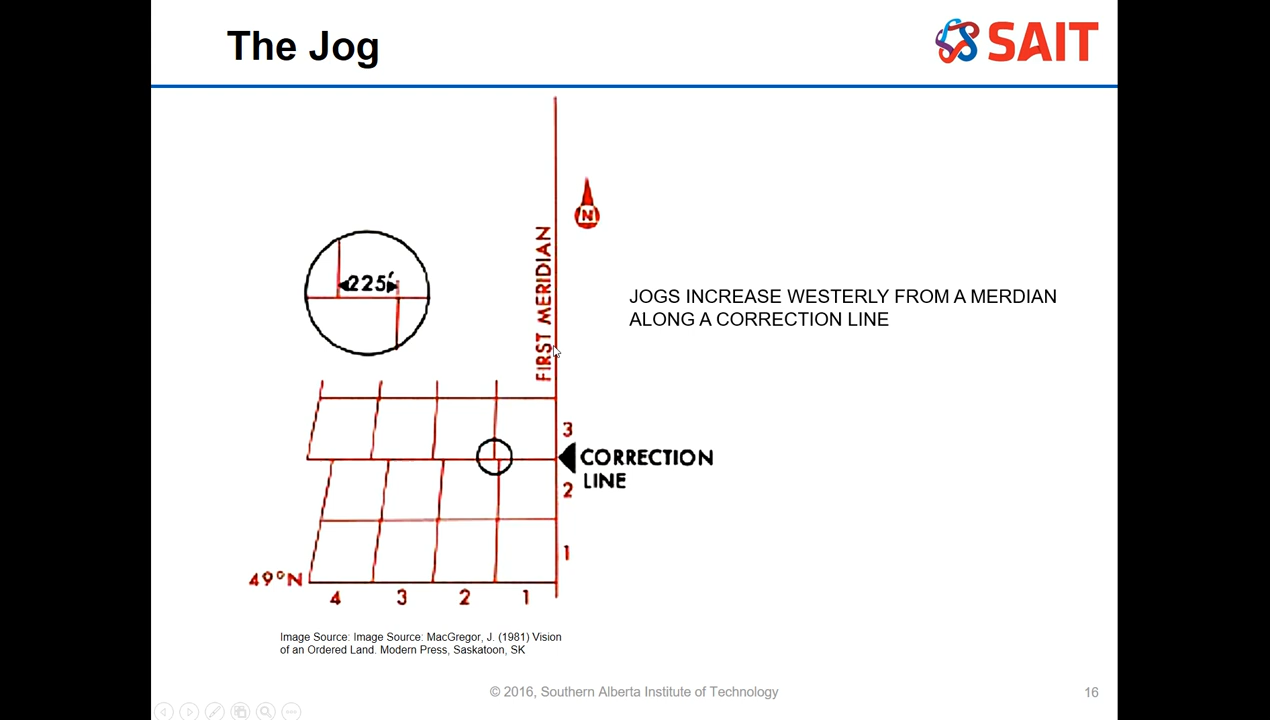 The Jog
SAIT
N
225'
FIRST MERIDIAN
JOGS INCREASE WESTERLY FROM A MERDIAN
ALONG A CORRECTION LINE
3
CORRECTION
LINE
2
1
49°N
4 3 2 1
Image Source: Image Source: MacGregor, J. (1981) Vision
of an Ordered Land. Modern Press, Saskatoon, SK
© 2016, Southern Alberta Institute of Technology
16